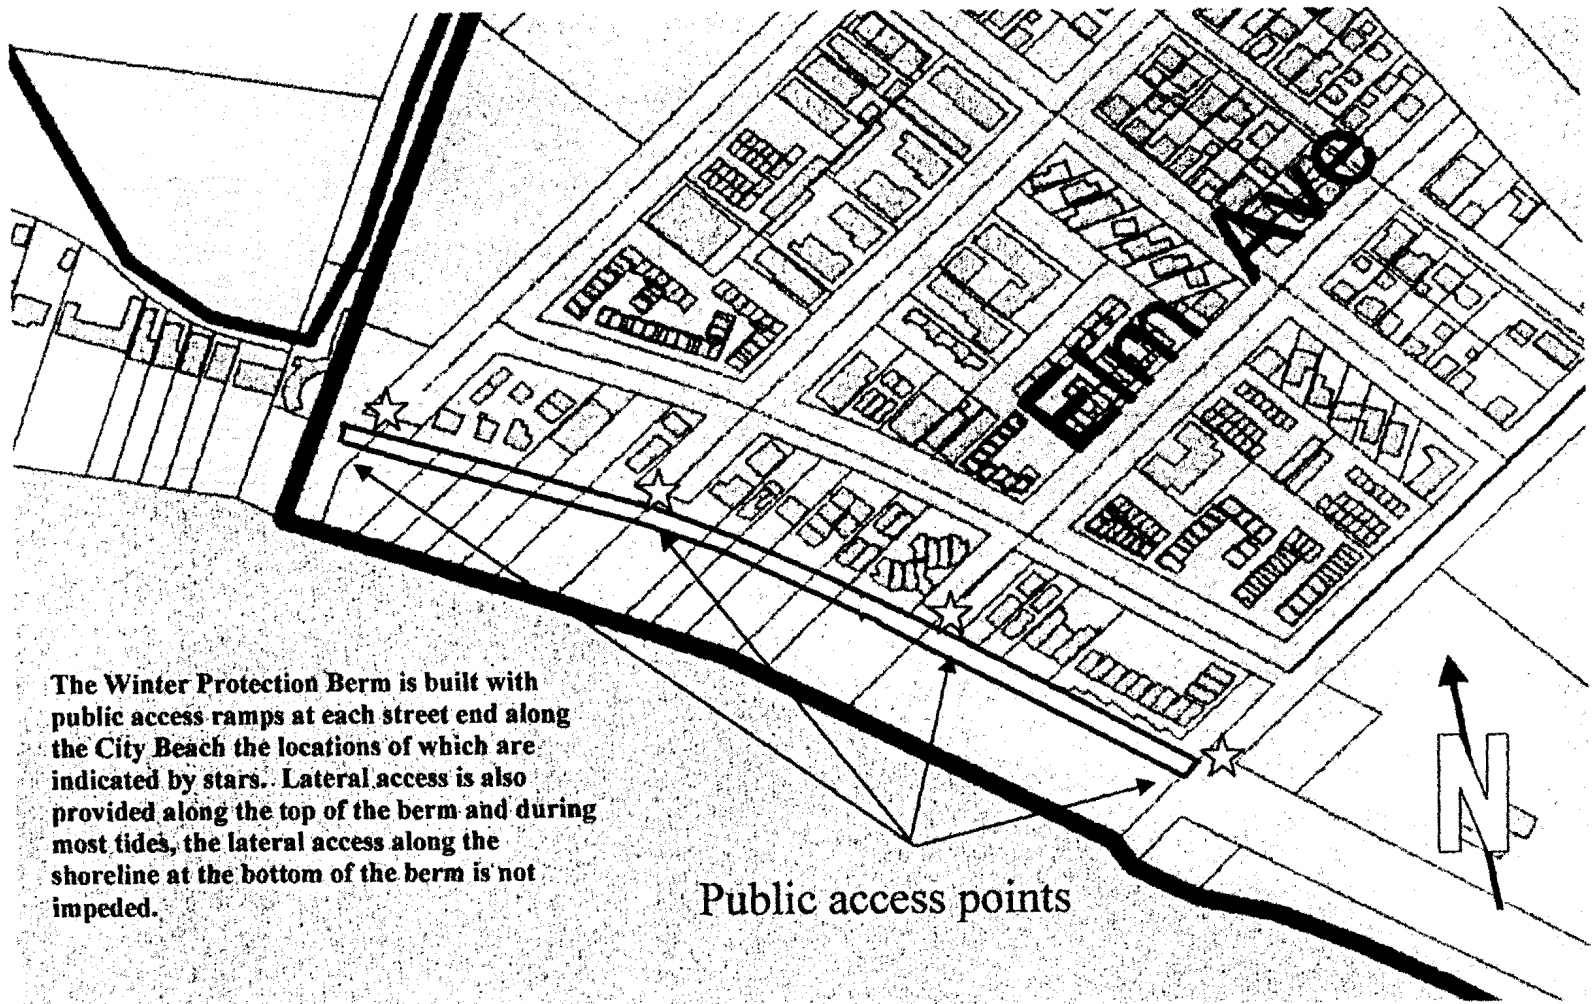 Elm Ave
The Winter Protection Berm is built with
public access ramps at each street end along
the City Beach the locations of which are
indicated by stars. Lateral access is also
provided along the top of the berm and during
most tides, the lateral access along the
shoreline at the bottom of the berm is not
impeded.
Public access points
N